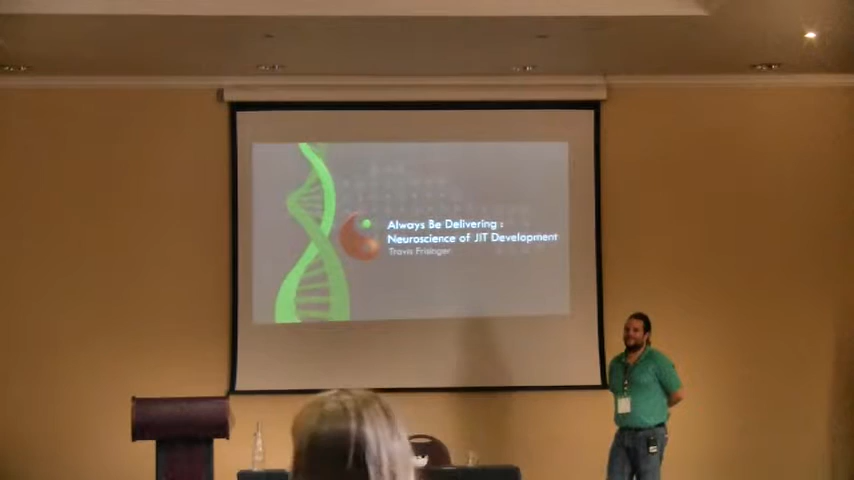 Always Be Delivering :
Neuroscience of JIT Development
Travis Frisinger